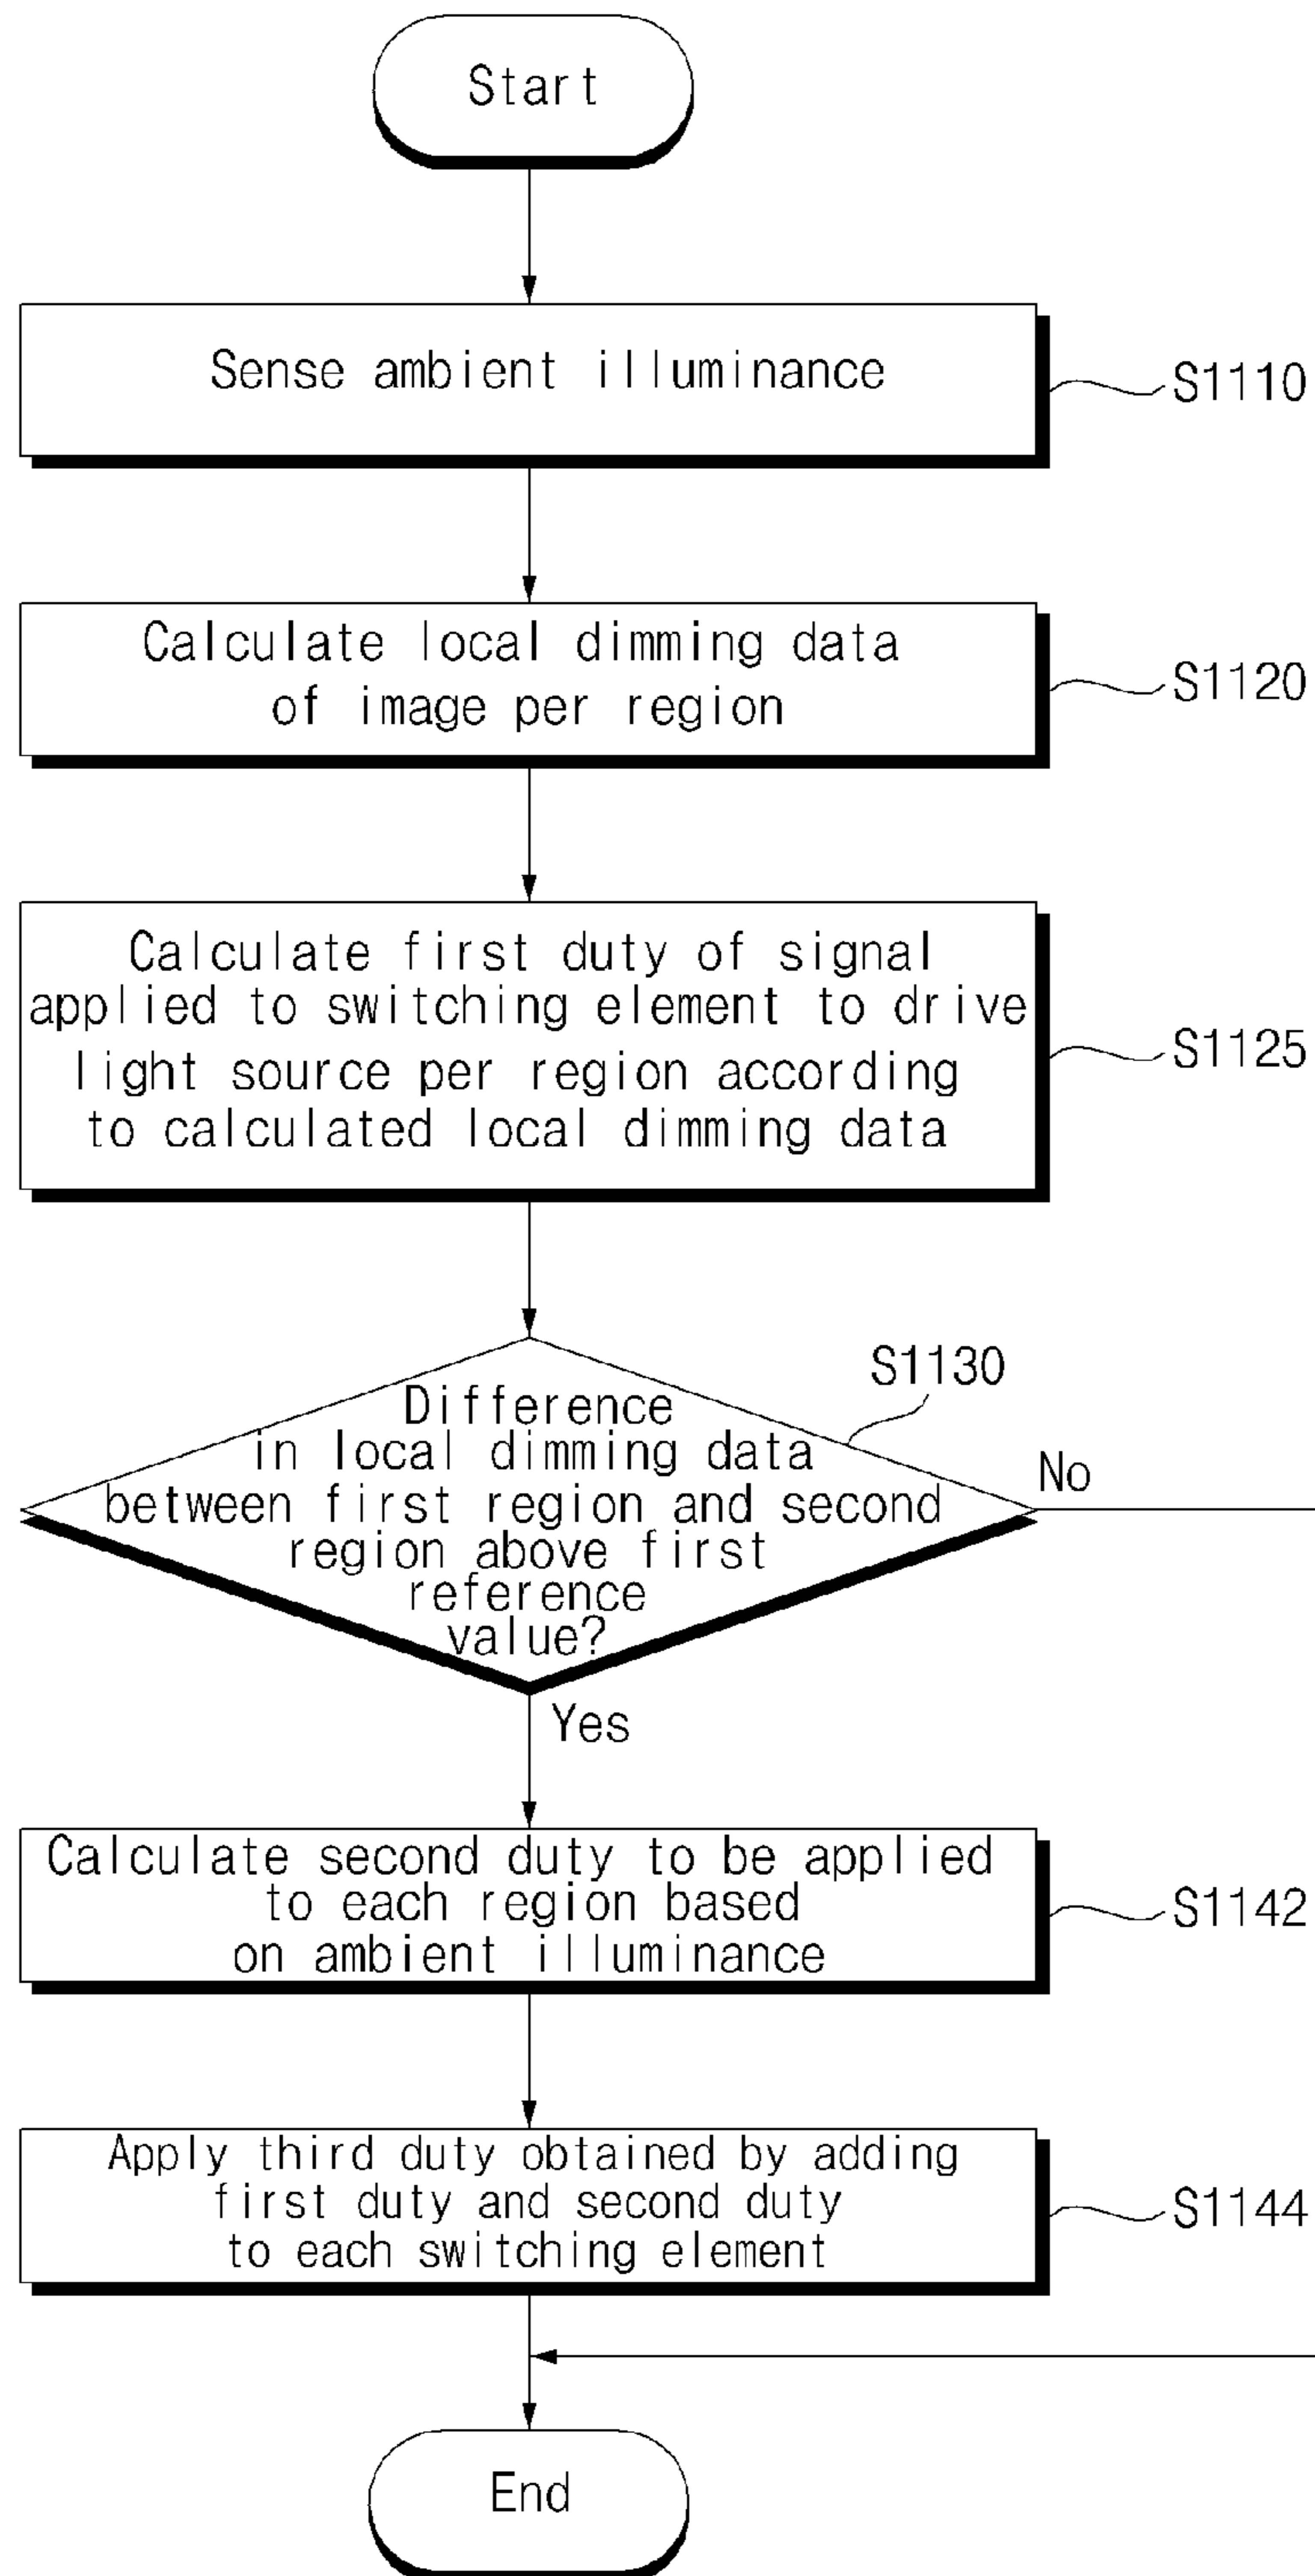 Start
Sense ambient illuminance
S1110
Calculate local dimming data
of image per region
S1120
Calculate first duty of signal
applied to switching element to drive
light source per region according
to calculated local dimming data
S1125
S1130
Difference
in local dimming data
between first region and second
region above first
reference
value?
No
Yes
Calculate second duty to be applied
to each region based
on ambient illuminance
S1142
Apply third duty obtained by adding
first duty and second duty
to each switching element
S1144
End